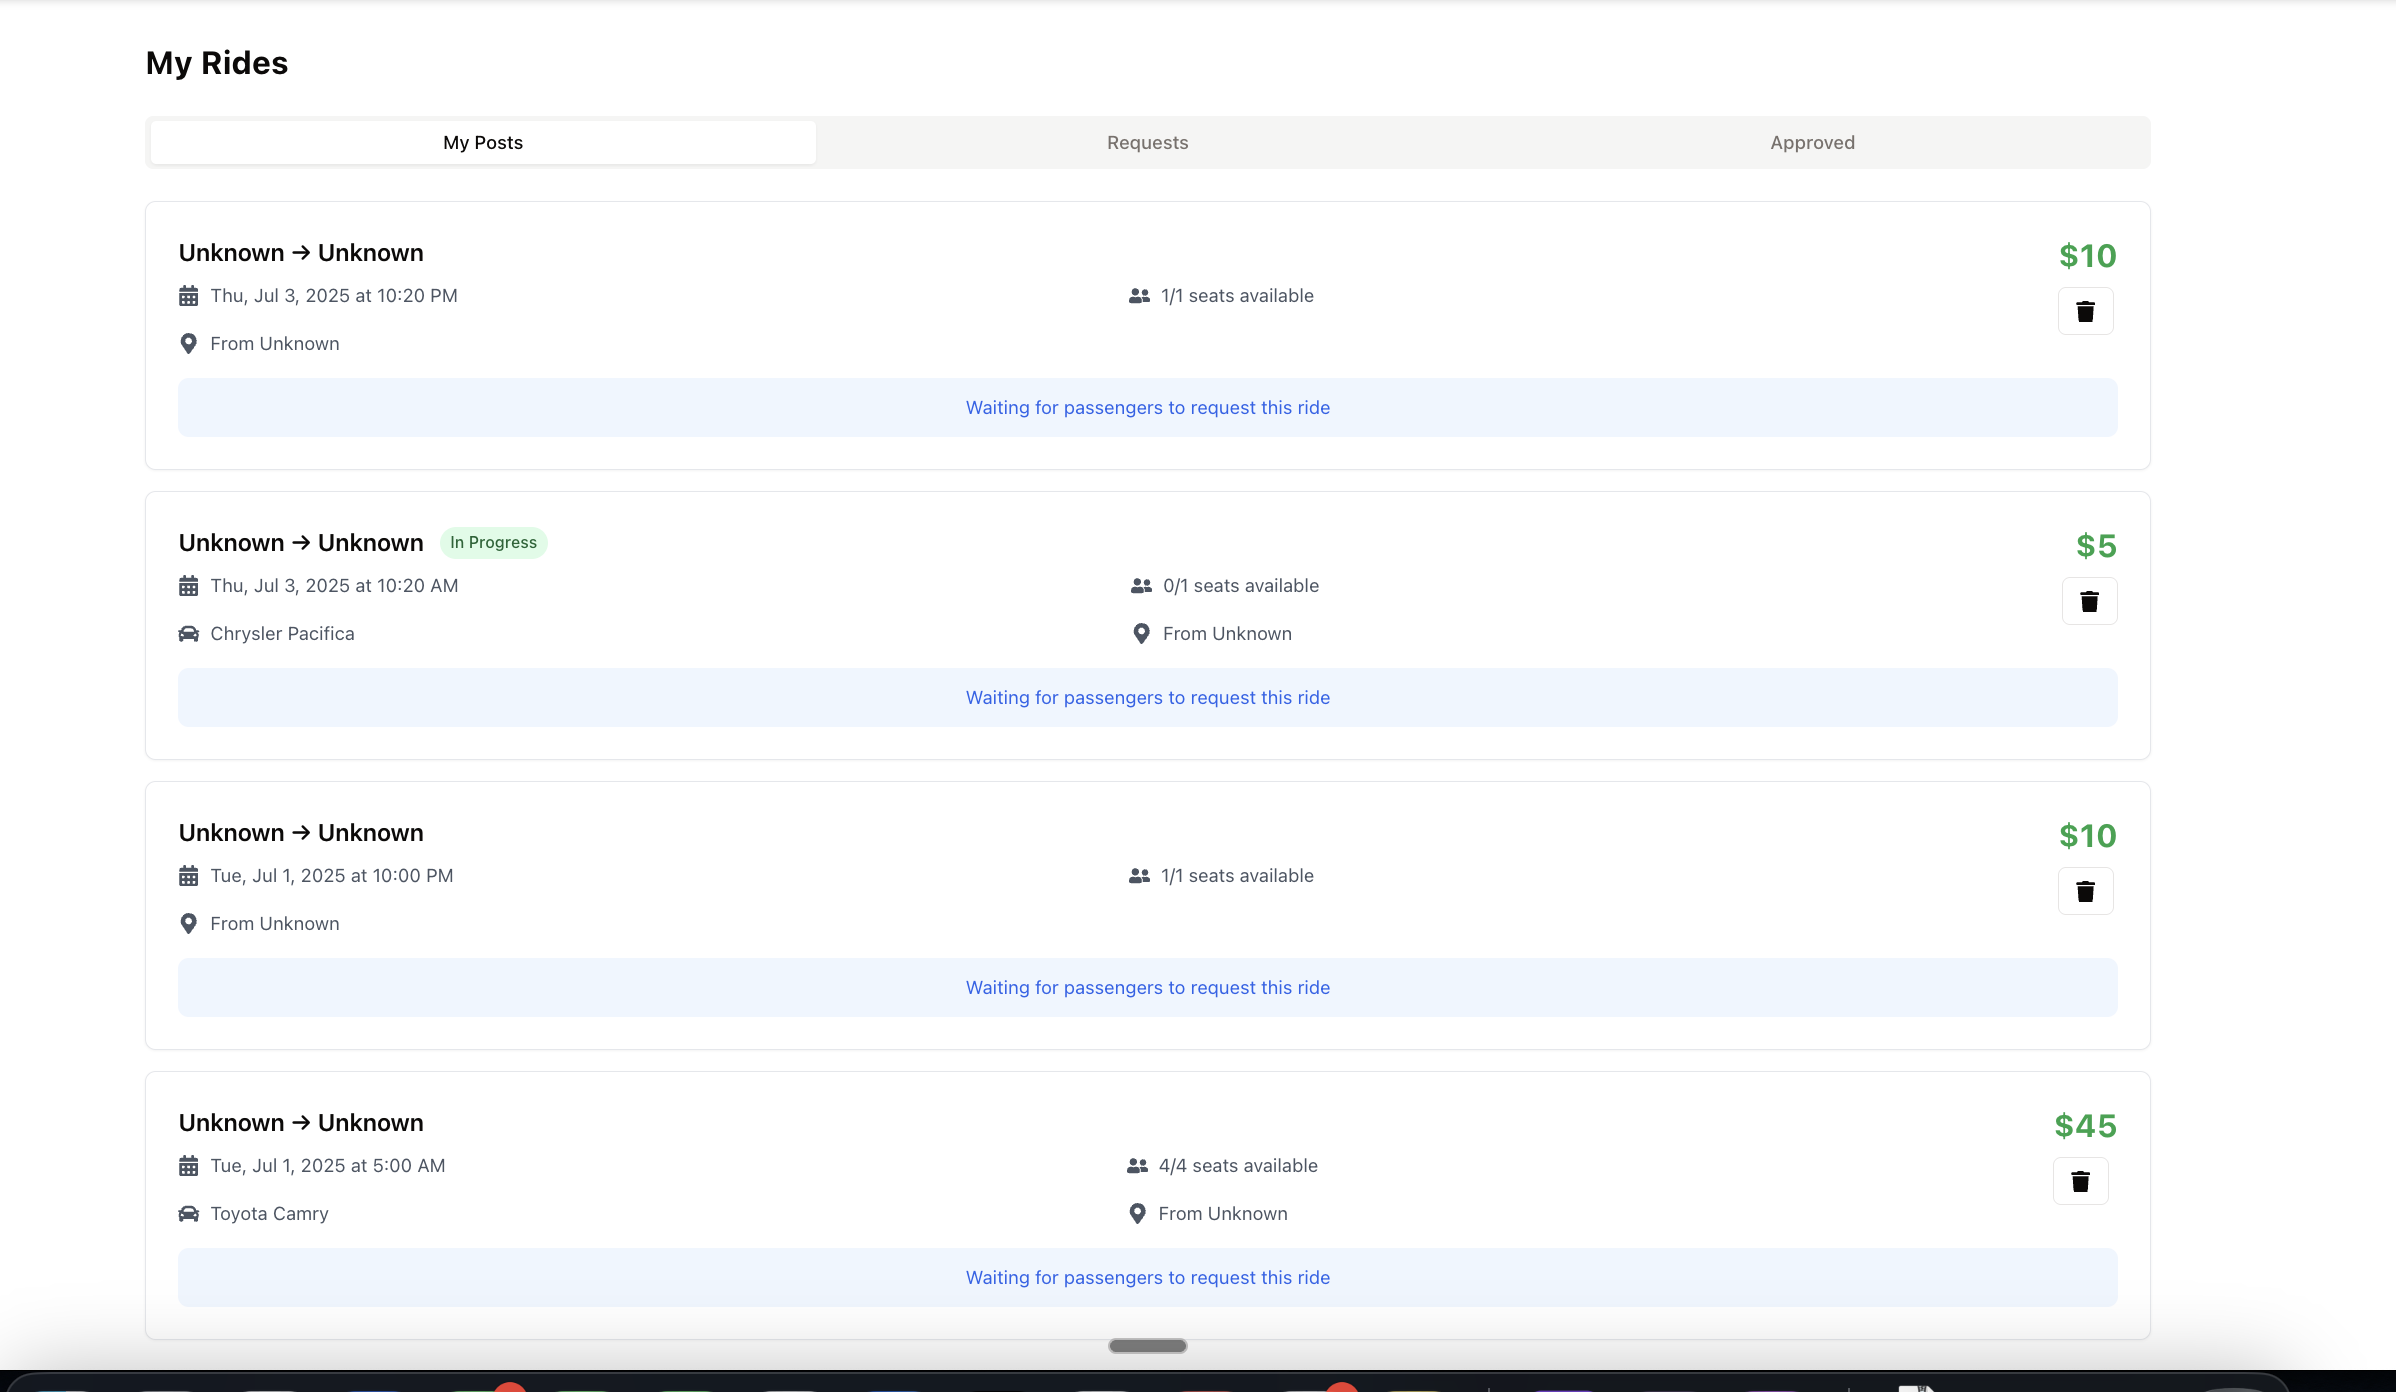 My Rides
My Posts Requests Approved
Unknown → Unknown $10
Thu, Jul 3, 2025 at 10:20 PM 1/1 seats available
From Unknown
Waiting for passengers to request this ride
Unknown → Unknown In Progress $5
Thu, Jul 3, 2025 at 10:20 AM 0/1 seats available
Chrysler Pacifica From Unknown
Waiting for passengers to request this ride
Unknown → Unknown $10
Tue, Jul 1, 2025 at 10:00 PM 1/1 seats available
From Unknown
Waiting for passengers to request this ride
Unknown → Unknown $45
Tue, Jul 1, 2025 at 5:00 AM 4/4 seats available
Toyota Camry From Unknown
Waiting for passengers to request this ride